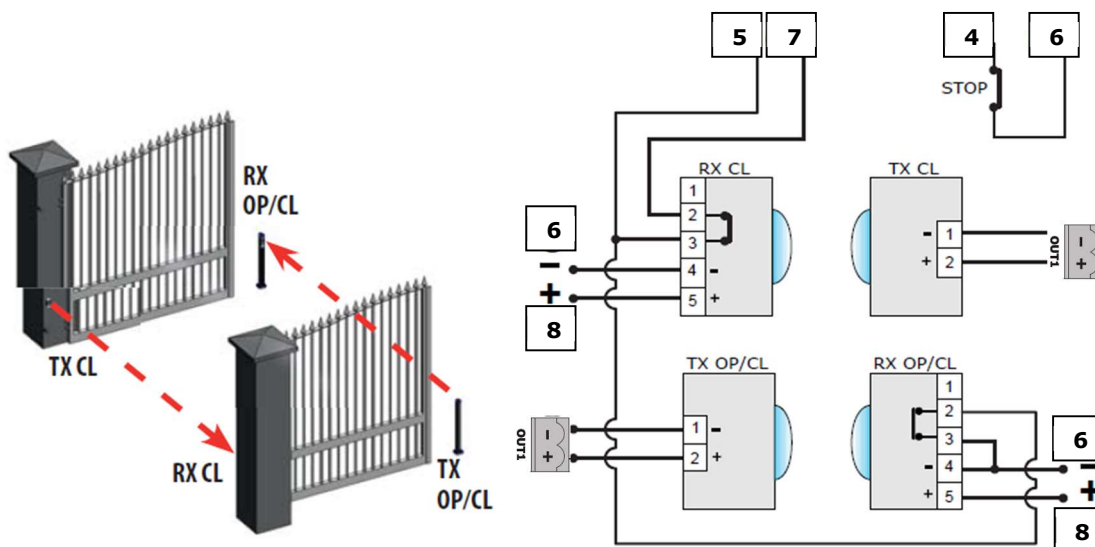 RX
OP/CL
TX CL
RX CL
TX
OP/CL
5 7
4 6
STOP
RX CL
1
2
3
4 -
5 +
6
-
+
8
TX CL
- 1
+ 2
-
+
OUT1
TX OP/CL
1 -
2 +
-
+
OUT1
RX OP/CL
1
2
3
- 4
+ 5
6
-
+
8